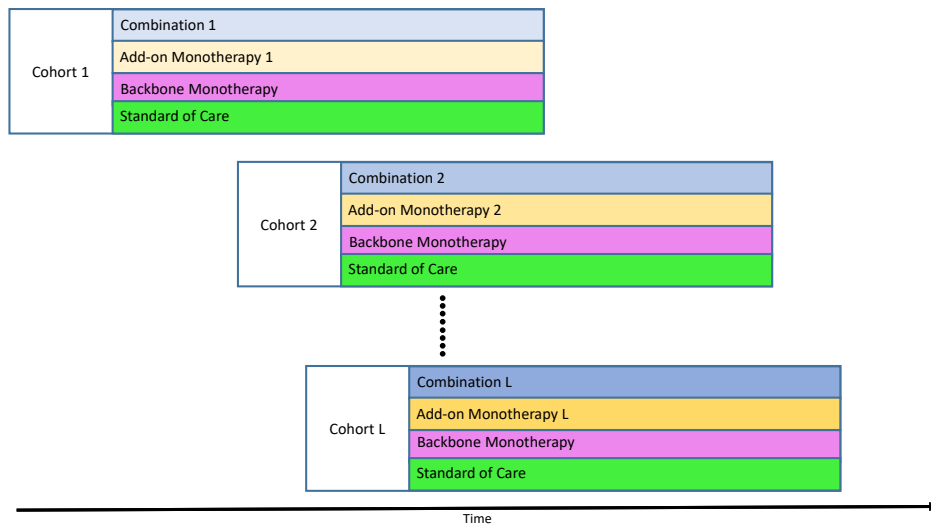 Cohort 1
Combination 1
Add-on Monotherapy 1
Backbone Monotherapy
Standard of Care
Cohort 2
Combination 2
Add-on Monotherapy 2
Backbone Monotherapy
Standard of Care
Cohort L
Combination L
Add-on Monotherapy L
Backbone Monotherapy
Standard of Care
Time